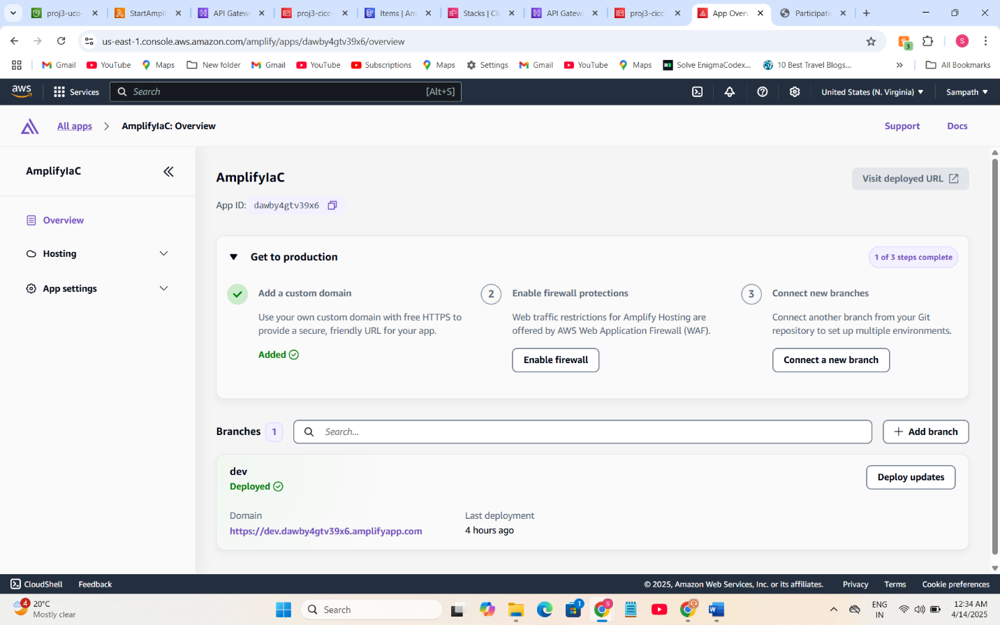 proj3-uco-
StartAmpli
API Gatew
proj3-cicc-
Items | Am
Stacks | Clo
API Gatew
proj3-cicc-
App Overv
Participatio
us-east-1.console.aws.amazon.com/amplify/apps/dawby4gtv39x6/overview
3
S
Gmail
YouTube
Maps
New folder
Gmail
YouTube
Subscriptions
Maps
Settings
Gmail
YouTube
Maps
Solve EnigmaCodex...
10 Best Travel Blogs...
All Bookmarks
aws
Services
Search
[Alt+S]
United States (N. Virginia)
Sampath
All apps
AmplifyIaC: Overview
Support
Docs
AmplifyIaC
Overview
Hosting
App settings
AmplifyIaC
Visit deployed URL
App ID: dawby4gtv39x6
Get to production
1 of 3 steps complete
Add a custom domain
Use your own custom domain with free HTTPS to
provide a secure, friendly URL for your app.
Added
2
Enable firewall protections
Web traffic restrictions for Amplify Hosting are
offered by AWS Web Application Firewall (WAF).
Enable firewall
3
Connect new branches
Connect another branch from your Git
repository to set up multiple environments.
Connect a new branch
Branches 1
Search...
Add branch
dev
Deployed
Deploy updates
Domain
https://dev.dawby4gtv39x6.amplifyapp.com
Last deployment
4 hours ago
CloudShell
Feedback
© 2025, Amazon Web Services, Inc. or its affiliates.
Privacy
Terms
Cookie preferences
4
20°C
Mostly clear
Search
1
S
W
ENG
IN
12:34 AM
4/14/2025